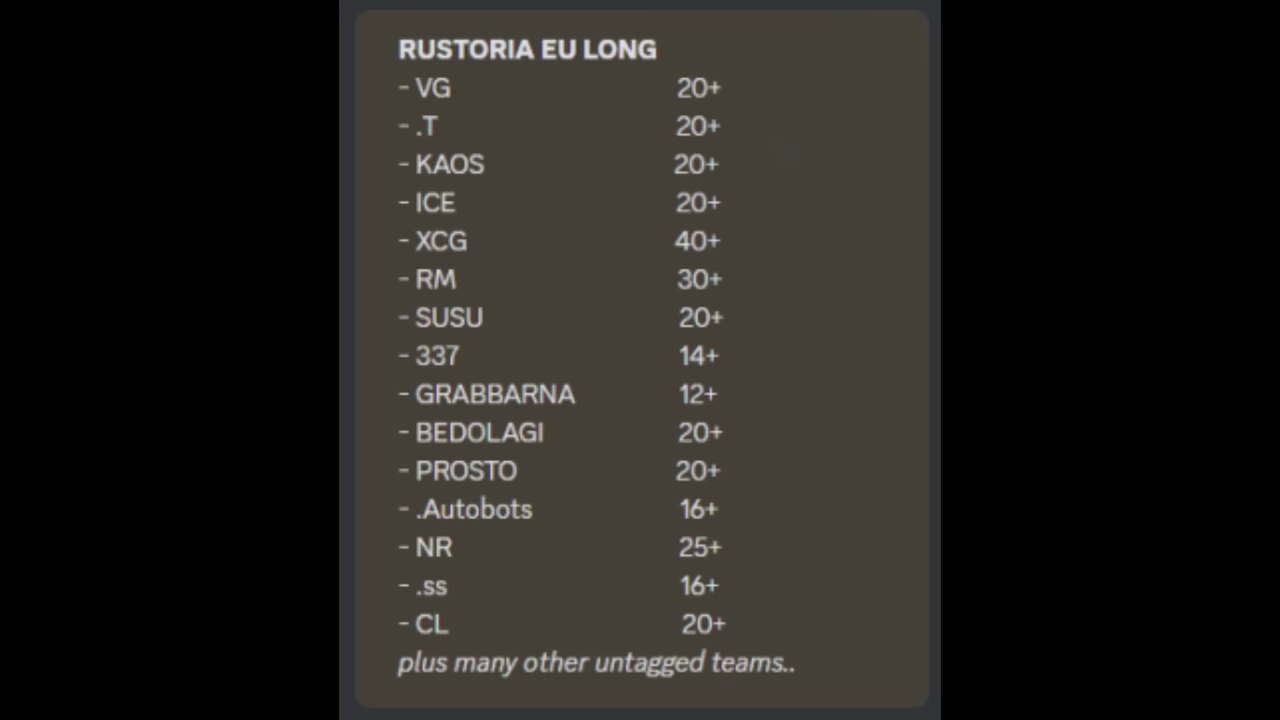 RUSTORIA EU LONG
- VG 20+
- .T 20+
- KAOS 20+
- ICE 20+
- XCG 40+
- RM 30+
- SUSU 20+
- 337 14+
- GRABBARNA 12+
- BEDOLAGI 20+
- PROSTO 20+
- .Autobots 16+
- NR 25+
- .ss 16+
- CL 20+
plus many other untagged teams..